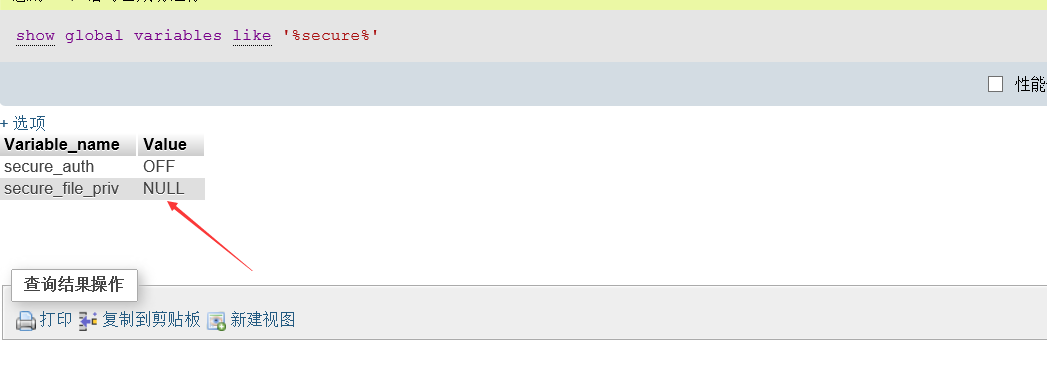 show global variables like '%secure%'
性能
+ 选项
Variable_name Value
secure_auth OFF
secure_file_priv NULL
查询结果操作
打印 复制到剪贴板 新建视图